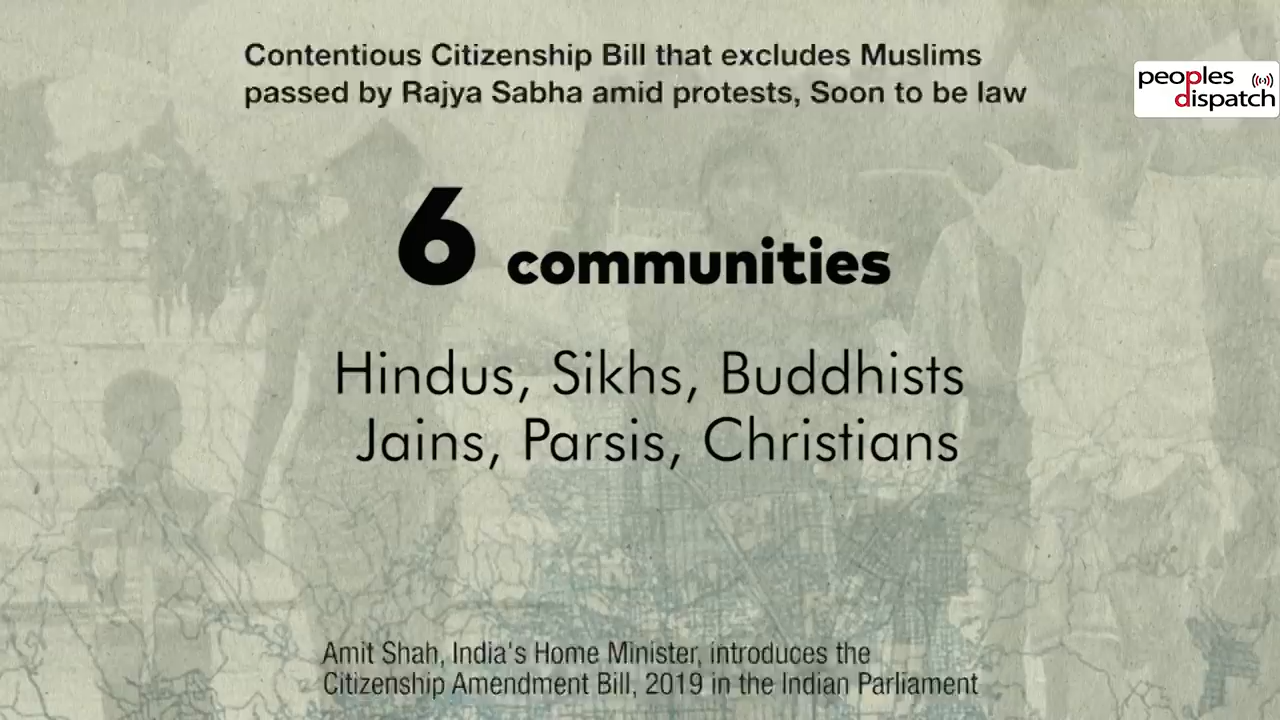 Contentious Citizenship Bill that excludes Muslims
passed by Rajya Sabha amid protests, Soon to be law
peoples
dispatch
6 communities
Hindus, Sikhs, Buddhists
Jains, Parsis, Christians
Amit Shah, India's Home Minister, introduces the
Citizenship Amendment Bill, 2019 in the Indian Parliament